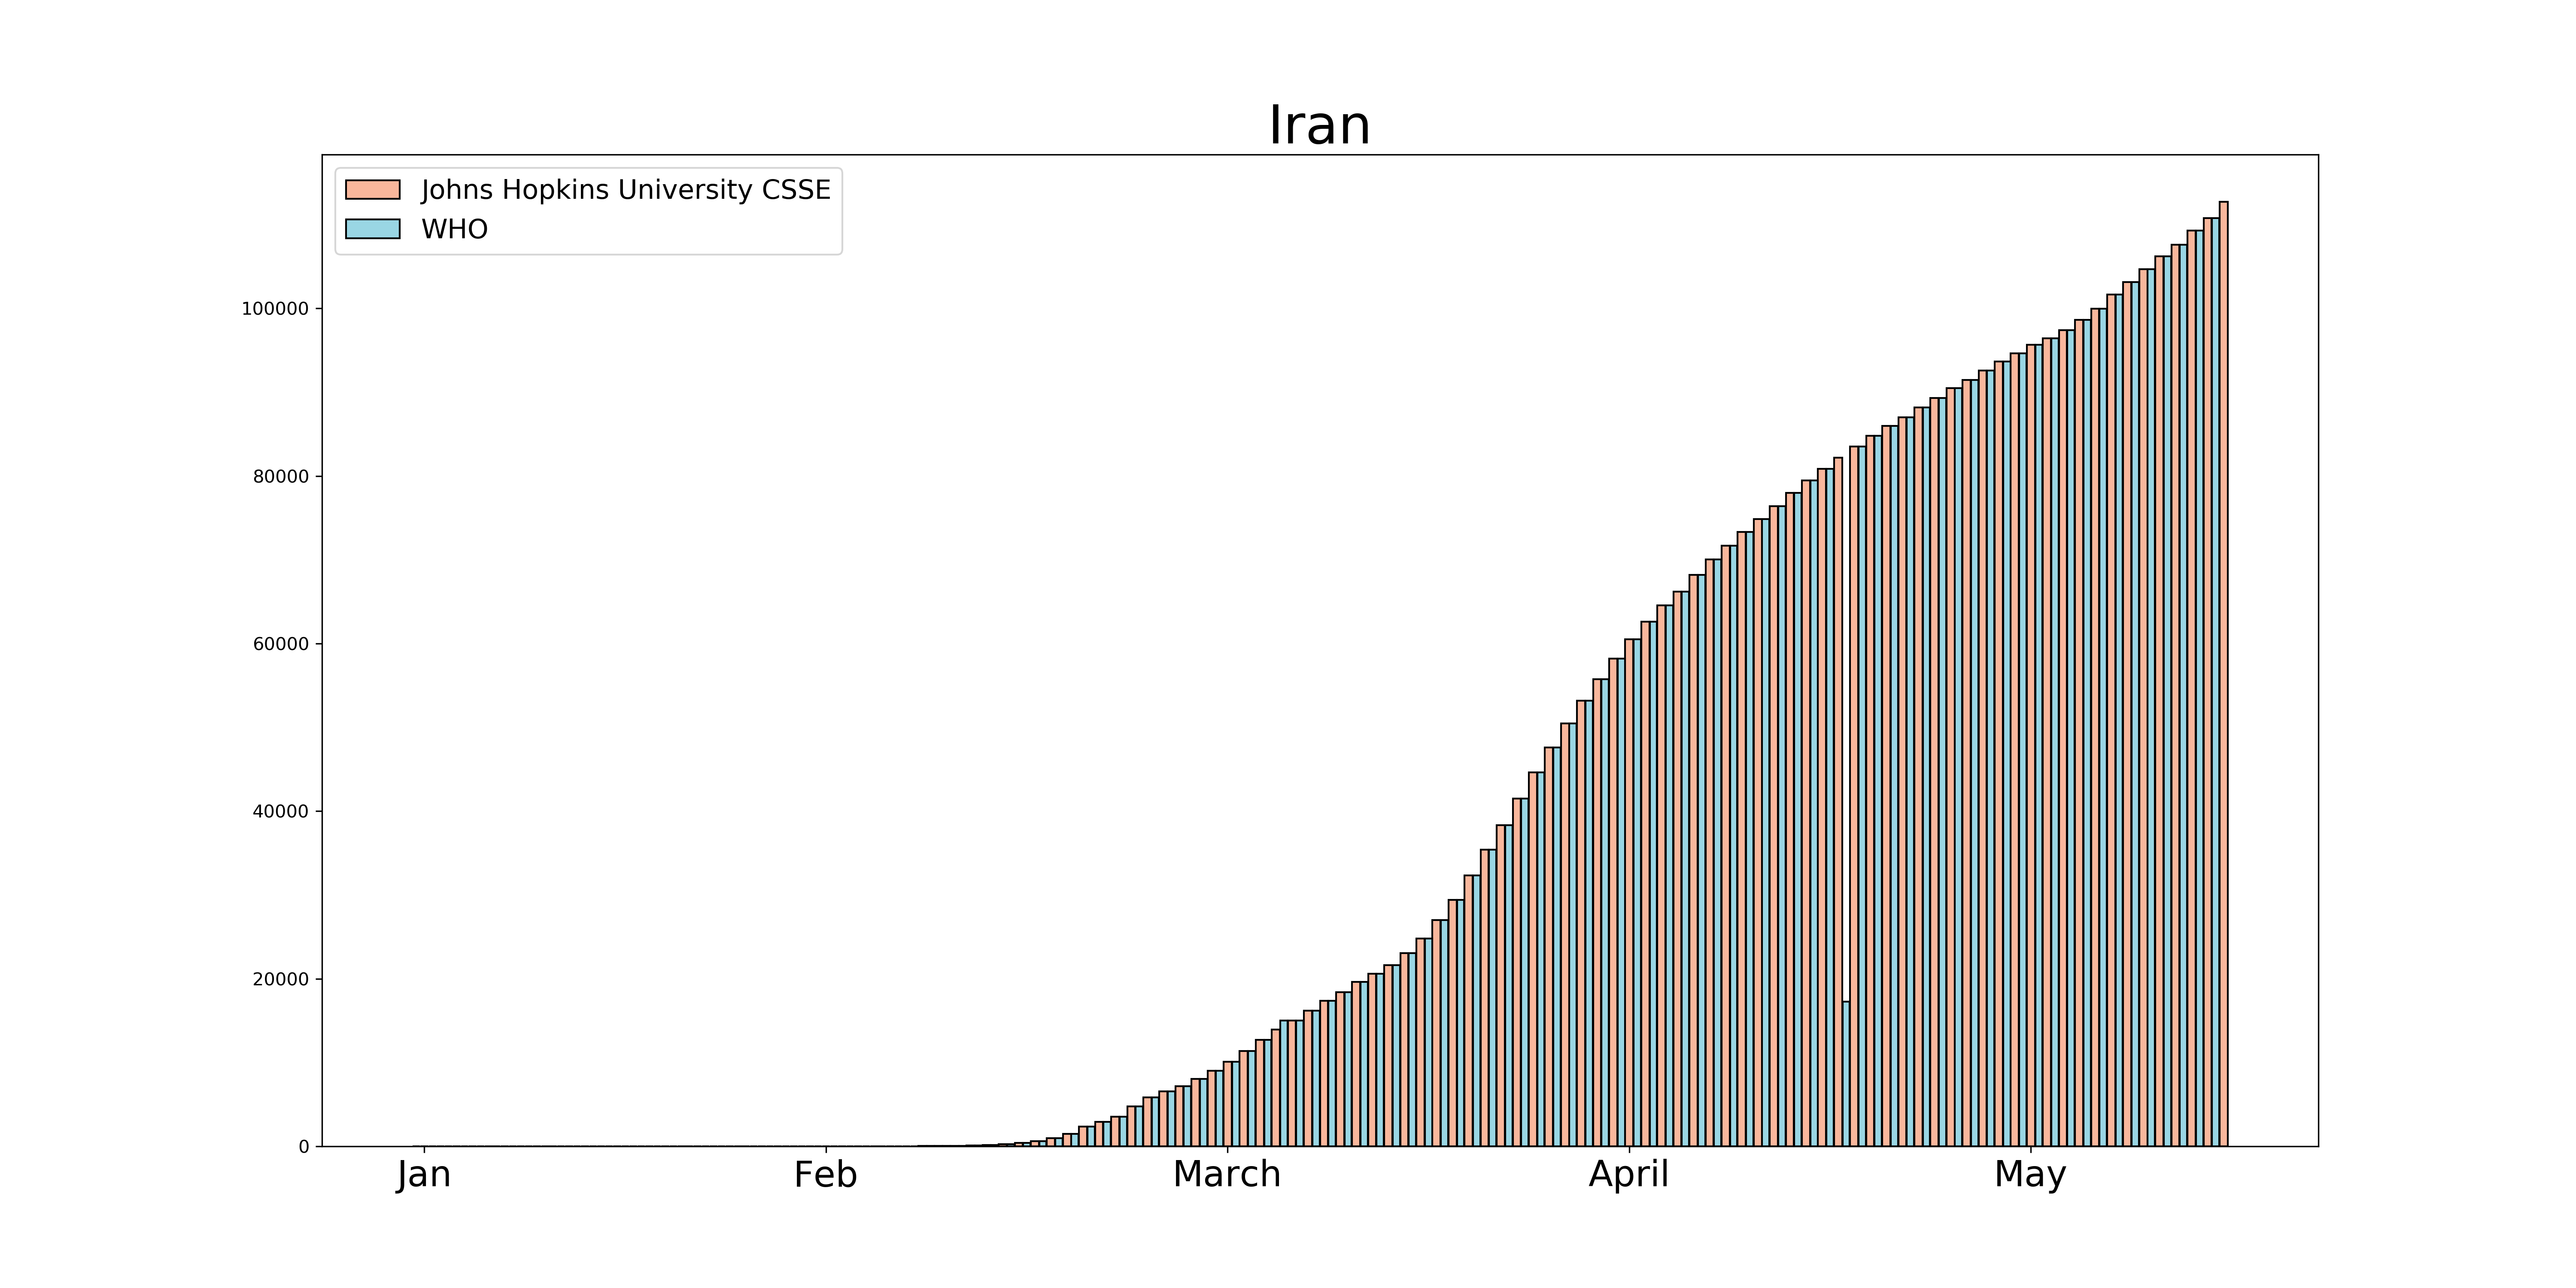 Iran
Johns Hopkins University CSSE
WHO
100000
80000
60000
40000
20000
0
Jan Feb March April May